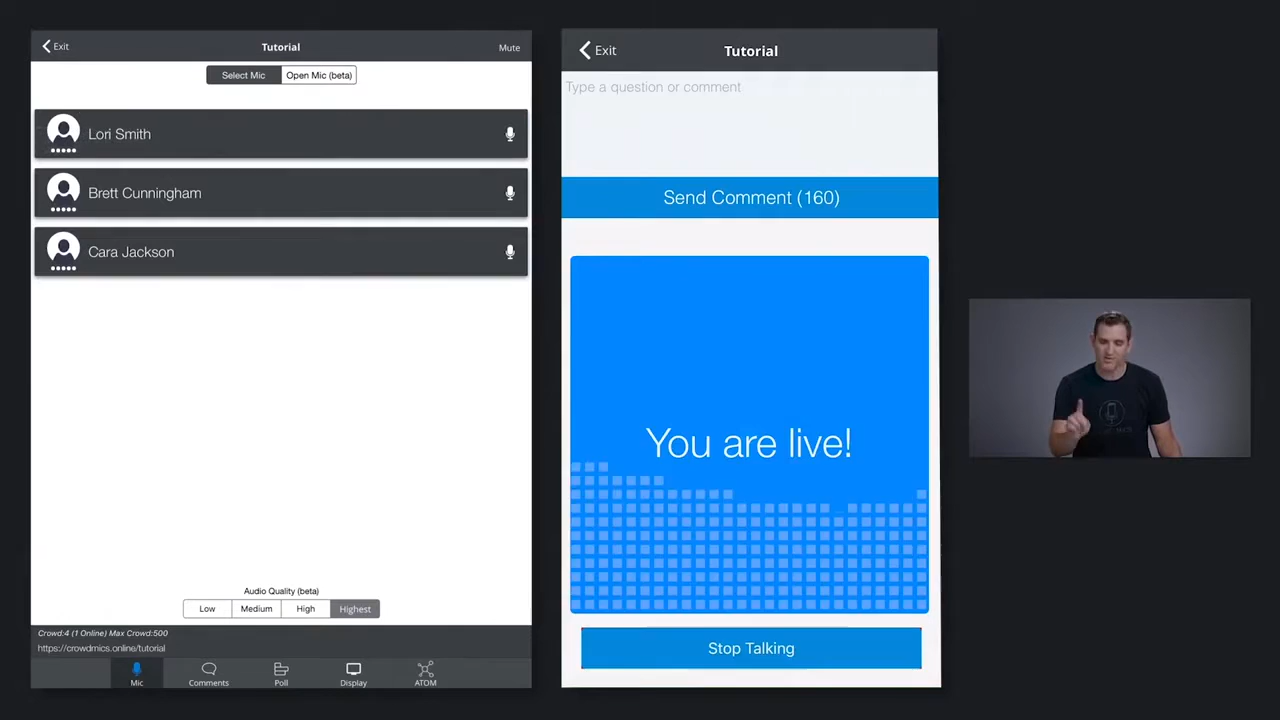 Exit
Tutorial
Mute
Select Mic
Open Mic (beta)
Lori Smith
Brett Cunningham
Cara Jackson
Audio Quality (beta)
Low
Medium
High
Highest
Crowd:4 (1 Online) Max Crowd:500
https://crowdmics.online/tutorial
Mic
Comments
Poll
Display
ATOM
Exit
Tutorial
Type a question or comment
Send Comment (160)
You are live!
Stop Talking